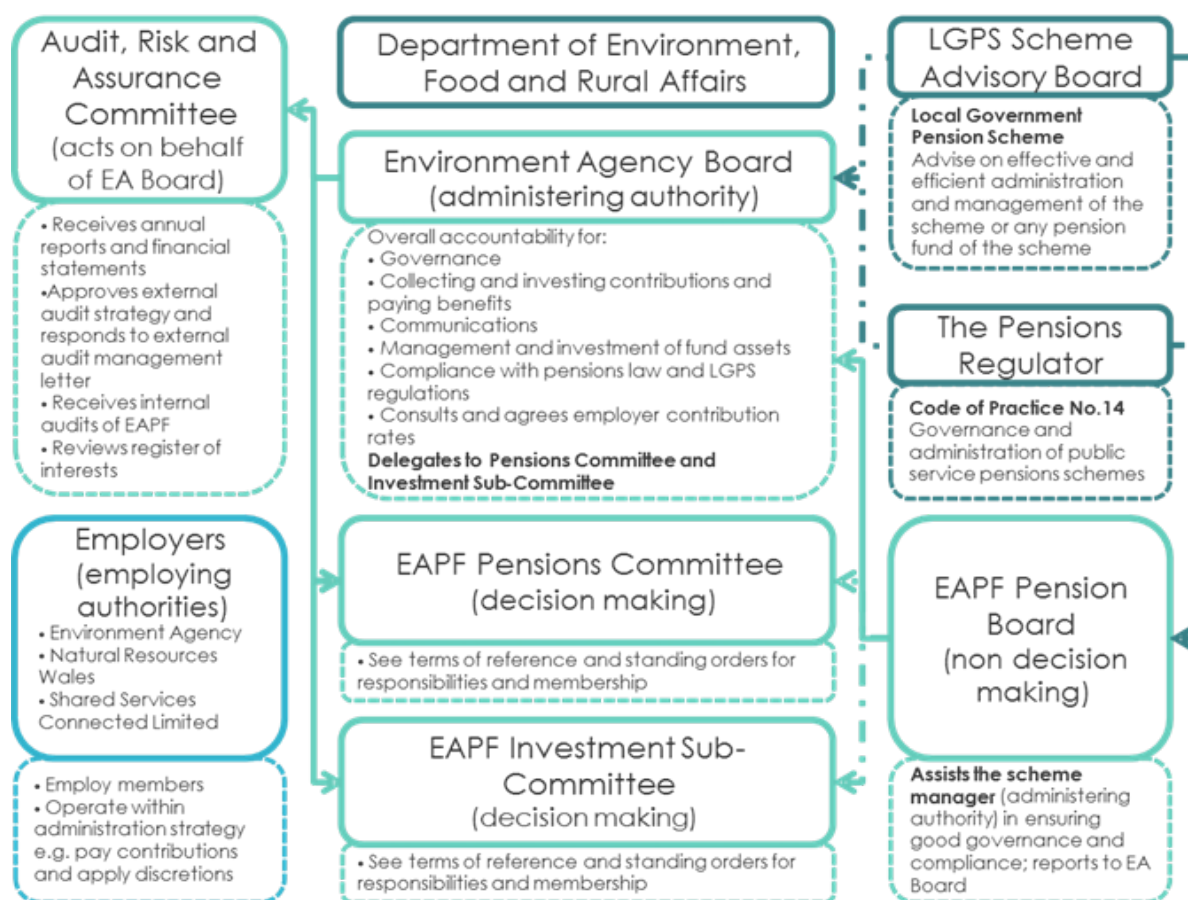 Audit, Risk and
Assurance
Committee
(acts on behalf
of EA Board)
• Receives annual
reports and financial
statements
•Approves external
audit strategy and
responds to external
audit management
letter
• Receives internal
audits of EAPF
• Reviews register of
interests
Employers
(employing
authorities)
• Environment Agency
• Natural Resources
Wales
• Shared Services
Connected Limited
• Employ members
• Operate within
administration strategy
e.g. pay contributions
and apply discretions
Department of Environment,
Food and Rural Affairs
Environment Agency Board
(administering authority)
Overall accountability for:
• Governance
• Collecting and investing contributions and
paying benefits
• Communications
• Management and investment of fund assets
• Compliance with pensions law and LGPS
regulations
• Consults and agrees employer contribution
rates
Delegates to Pensions Committee and
Investment Sub-Committee
EAPF Pensions Committee
(decision making)
• See terms of reference and standing orders for
responsibilities and membership
EAPF Investment Sub-
Committee
(decision making)
• See terms of reference and standing orders for
responsibilities and membership
LGPS Scheme
Advisory Board
Local Government
Pension Scheme
Advise on effective and
efficient administration
and management of the
scheme or any pension
fund of the scheme
The Pensions
Regulator
Code of Practice No.14
Governance and
administration of public
service pensions schemes
EAPF Pension
Board
(non decision
making)
Assists the scheme
manager (administering
authority) in ensuring
good governance and
compliance; reports to EA
Board